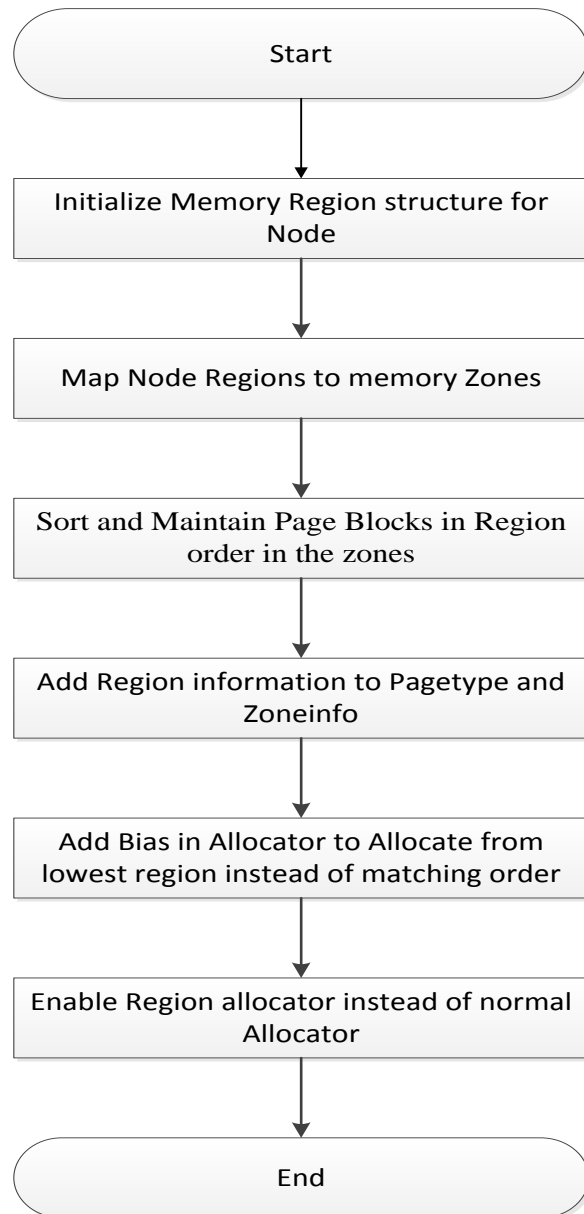 Start
Initialize Memory Region structure for
Node
Map Node Regions to memory Zones
Sort and Maintain Page Blocks in Region
order in the zones
Add Region information to Pagetype and
Zoneinfo
Add Bias in Allocator to Allocate from
lowest region instead of matching order
Enable Region allocator instead of normal
Allocator
End